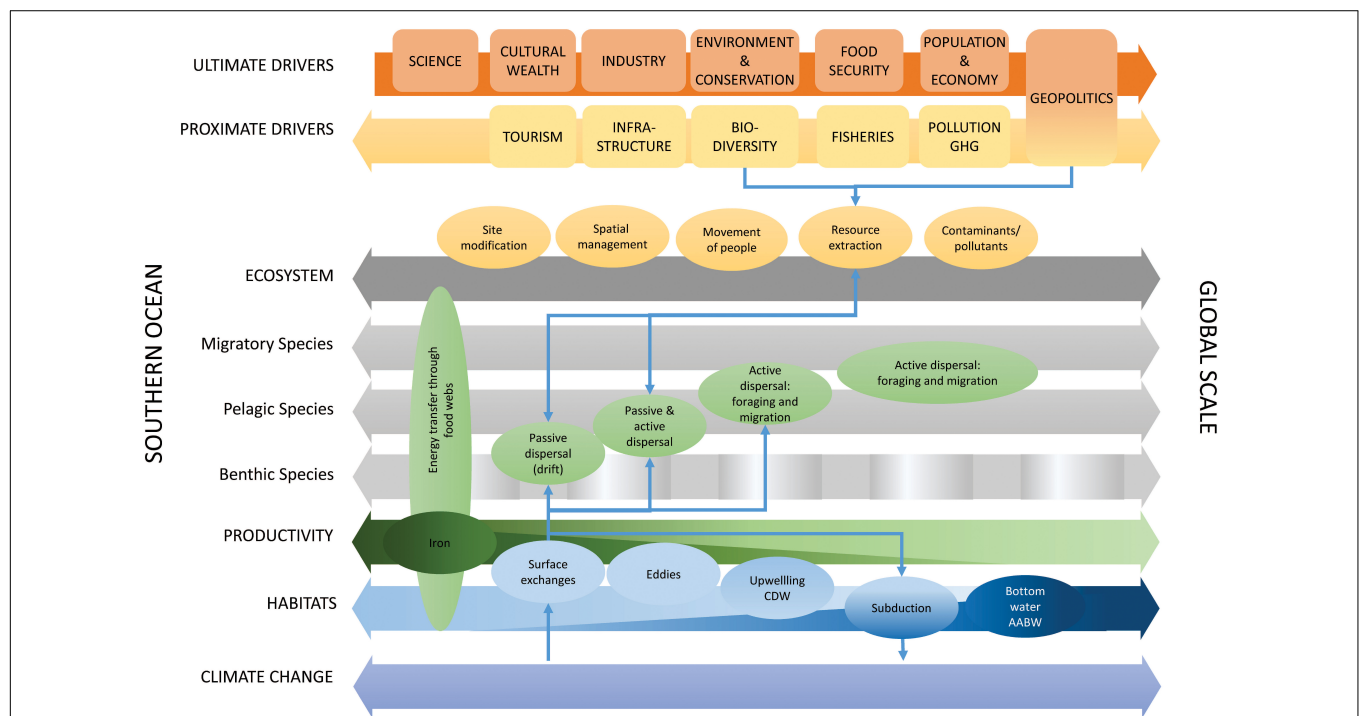 ULTIMATE DRIVERS
SCIENCE
CULTURAL
WEALTH
INDUSTRY
ENVIRONMENT
&
CONSERVATION
FOOD
SECURITY
POPULATION
&
ECONOMY
GEOPOLITICS
PROXIMATE DRIVERS
TOURISM
INFRA-
STRUCTURE
BIO-
DIVERSITY
FISHERIES
POLLUTION
GHG
Site
modification
Spatial
management
Movement
of people
Resource
extraction
Contaminants/
pollutants
ECOSYSTEM
SOUTHERN OCEAN
GLOBAL SCALE
Migratory Species
Energy transfer through
food webs
Active dispersal:
foraging and
migration
Active dispersal:
foraging and migration
Pelagic Species
Passive &
active
dispersal
Passive
dispersal
(drift)
Benthic Species
PRODUCTIVITY
Iron
Surface
exchanges
Eddies
Upwellling
CDW
Subduction
Bottom
water
AABW
HABITATS
CLIMATE CHANGE